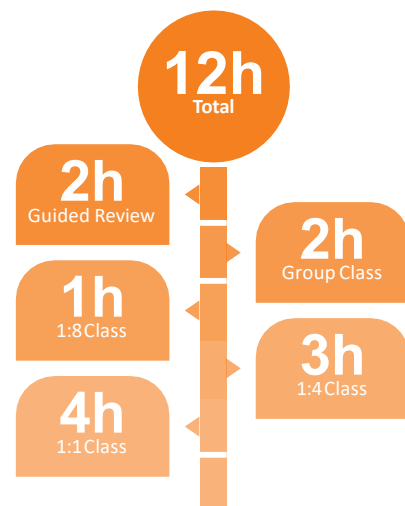 12h
Total
2h
Guided Review
2h
Group Class
1h
1:8 Class
3h
1:4 Class
4h
1:1 Class